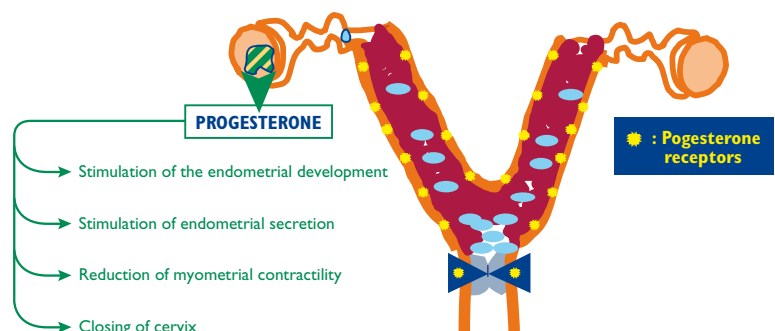 PROGESTERONE
: Pogesterone
receptors
Stimulation of the endometrial development
Stimulation of endometrial secretion
Reduction of myometrial contractility
Closing of cervix